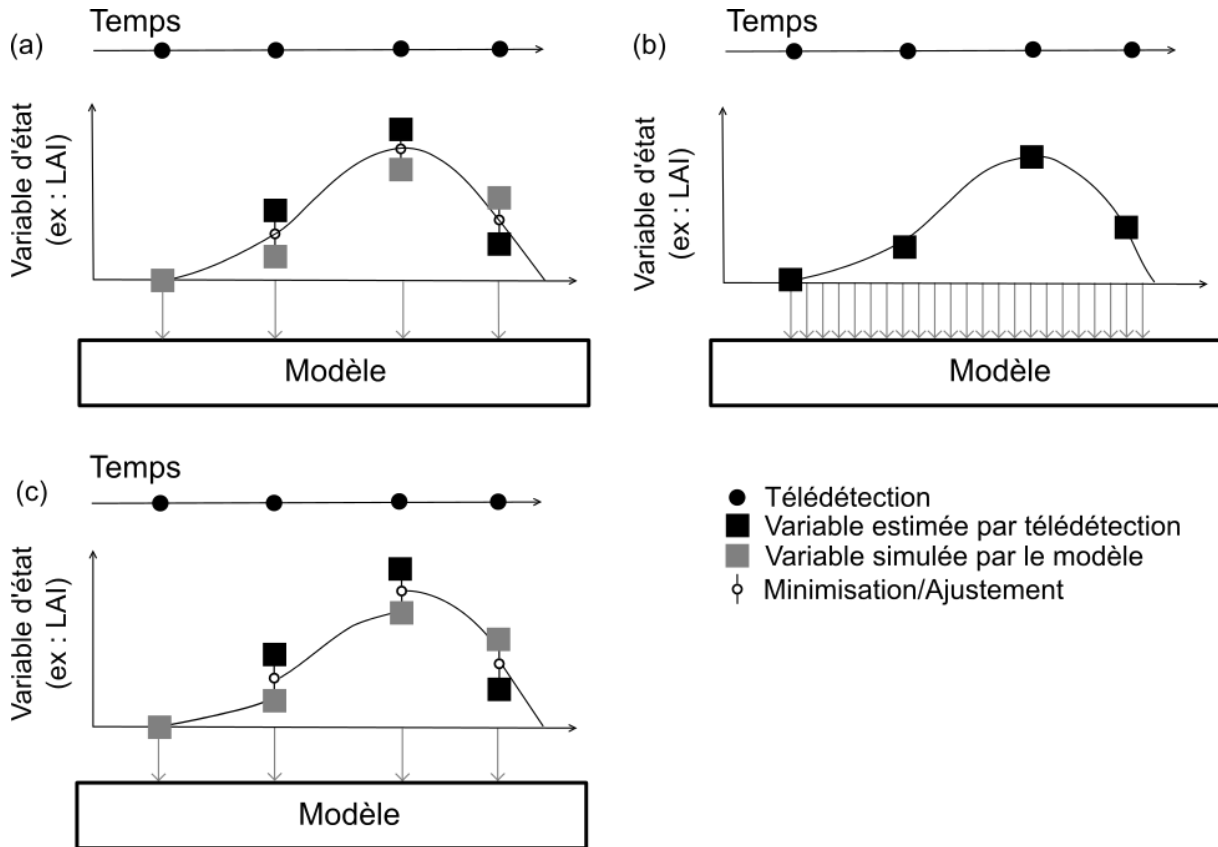 Temps
(a)
Variable d'état
(ex : LAI)
Modèle
Temps
(b)
Variable d'état
(ex : LAI)
Modèle
Temps
(c)
Variable d'état
(ex : LAI)
Modèle
Télédétection
Variable estimée par télédétection
Variable simulée par le modèle
Minimisation/Ajustement